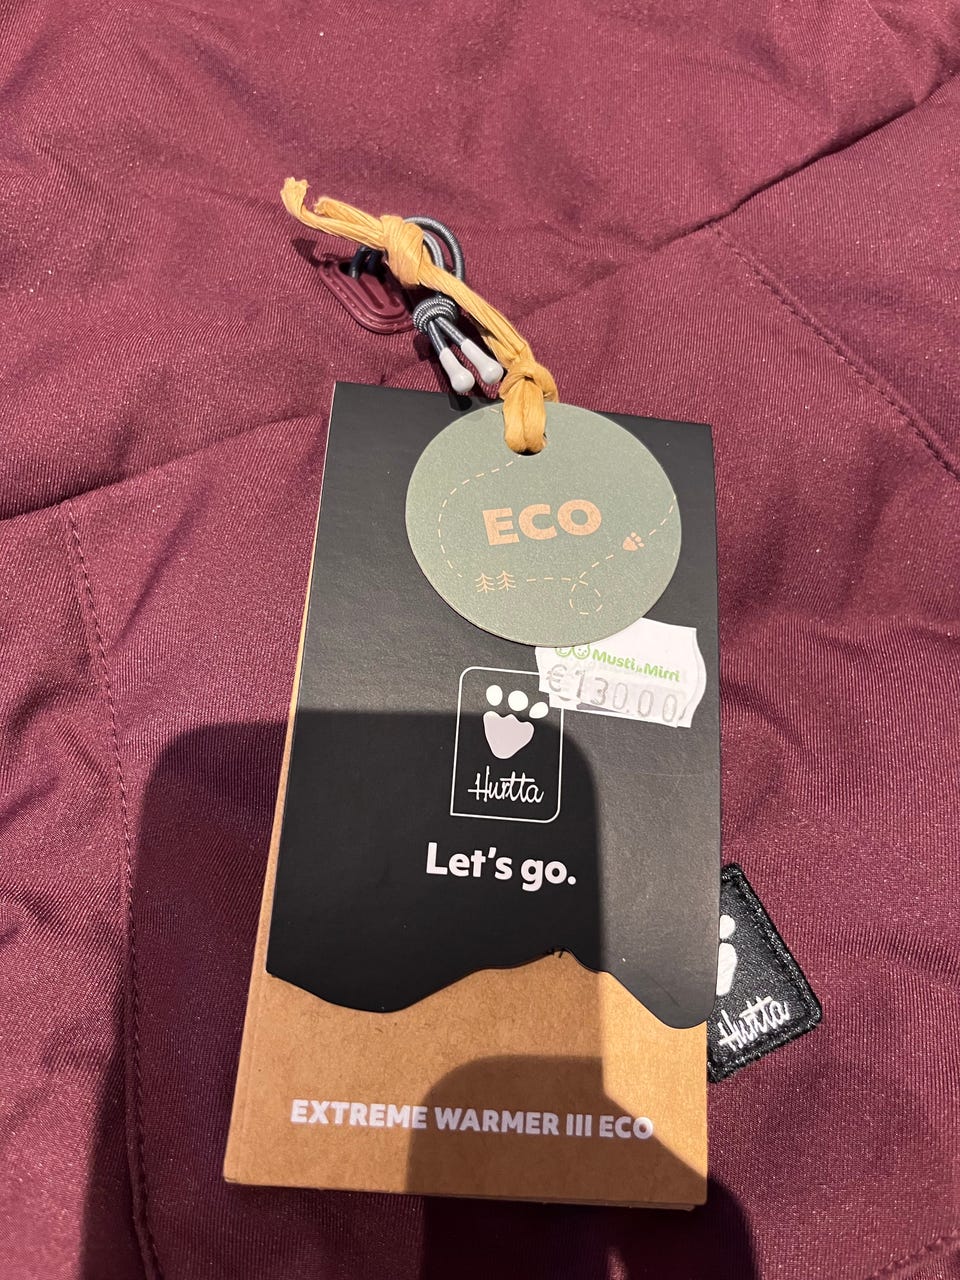 ECO
Musti ja Mirri
€130.00
Hurtta
Let's go.
Hurtta
EXTREME WARMER III ECO